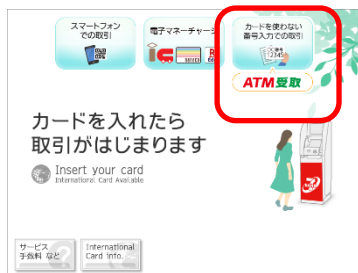 スマートフォン
での取引
電子マネーチャージ
カードを使わない
番号入力での取引
12345
ATM受取
カードを入れたら
取引がはじまります
Insert your card
International Card Available
サービス
手数料 など
International
Card info.